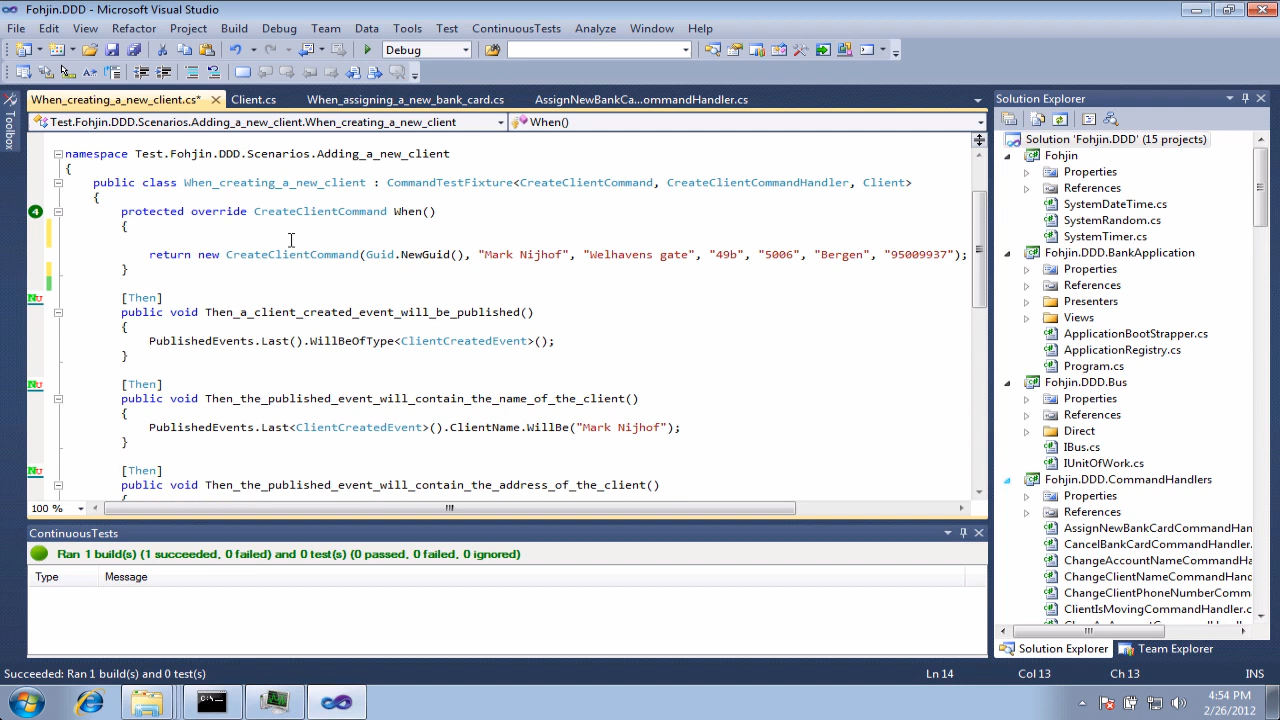 Fohjin.DDD - Microsoft Visual Studio
File Edit View Refactor Project Build Debug Team Data Tools Test ContinuousTests Analyze Window Help
Debug
Toolbox
When_creating_a_new_client.cs* Client.cs When_assigning_a_new_bank_card.cs AssignNewBankCa...ommandHandler.cs
Test.Fohjin.DDD.Scenarios.Adding_a_new_client.When_creating_a_new_client When()
namespace Test.Fohjin.DDD.Scenarios.Adding_a_new_client
{
public class When_creating_a_new_client : CommandTestFixture<CreateClientCommand, CreateClientCommandHandler, Client>
{
4
protected override CreateClientCommand When()
{
return new CreateClientCommand(Guid.NewGuid(), "Mark Nijhof", "Welhavens gate", "49b", "5006", "Bergen", "95009937");
}
[Then]
public void Then_a_client_created_event_will_be_published()
{
PublishedEvents.Last().WillBeOfType<ClientCreatedEvent>();
}
[Then]
public void Then_the_published_event_will_contain_the_name_of_the_client()
{
PublishedEvents.Last<ClientCreatedEvent>().ClientName.WillBe("Mark Nijhof");
}
[Then]
public void Then_the_published_event_will_contain_the_address_of_the_client()
{
100 %
ContinuousTests
Ran 1 build(s) (1 succeeded, 0 failed) and 0 test(s) (0 passed, 0 failed, 0 ignored)
Type Message
Solution Explorer
Solution 'Fohjin.DDD' (15 projects)
Fohjin
Properties
References
SystemDateTime.cs
SystemRandom.cs
SystemTimer.cs
Fohjin.DDD.BankApplication
Properties
References
Presenters
Views
ApplicationBootStrapper.cs
ApplicationRegistry.cs
Program.cs
Fohjin.DDD.Bus
Properties
References
Direct
IBus.cs
IUnitOfWork.cs
Fohjin.DDD.CommandHandlers
Properties
References
AssignNewBankCardCommandHan
CancelBankCardCommandHandler.
ChangeAccountNameCommandHa
ChangeClientNameCommandHand
ChangeClientPhoneNumberComm
ClientIsMovingCommandHandler.c
Solution Explorer Team Explorer
Succeeded: Ran 1 build(s) and 0 test(s) Ln 14 Col 13 Ch 13 INS
4:54 PM
2/26/2012